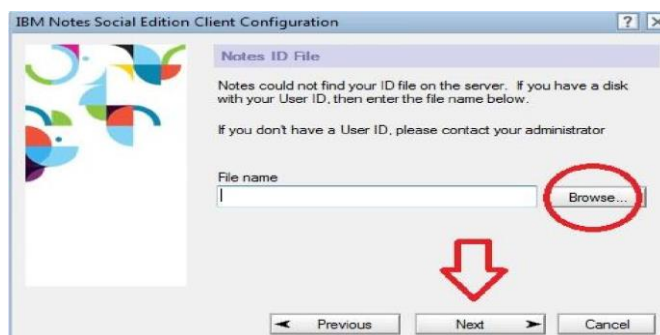 IBM Notes Social Edition Client Configuration
Notes ID File
Notes could not find your ID file on the server. If you have a disk
with your User ID, then enter the file name below.
If you don't have a User ID, please contact your administrator
File name
Browse...
Previous
Next
Cancel